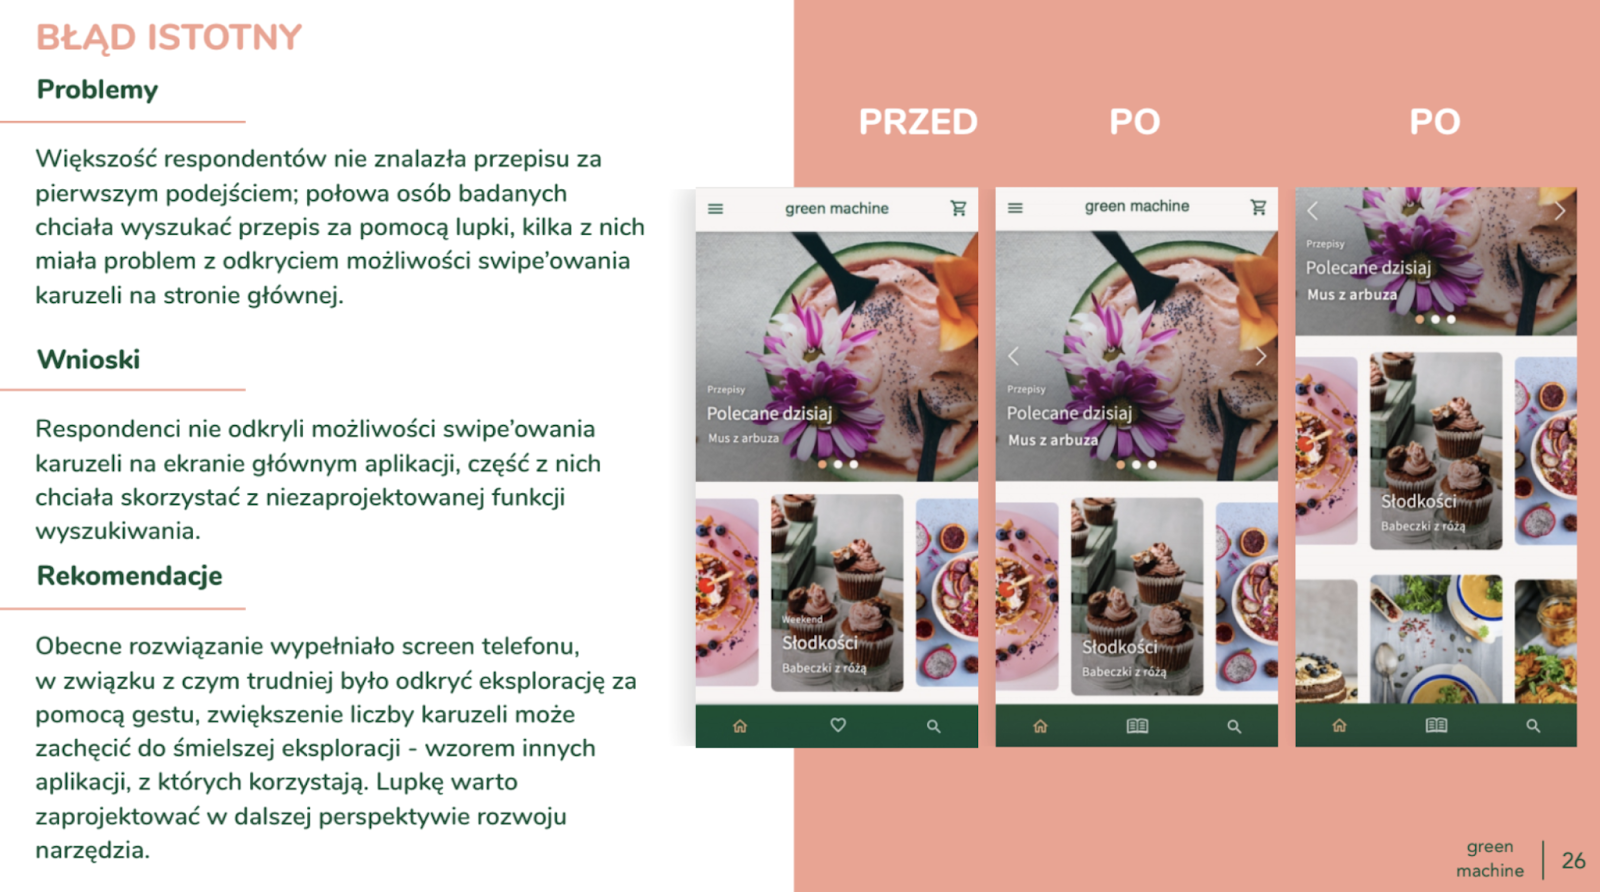 BŁĄD ISTOTNY
Problemy
Większość respondentów nie znalazła przepisu za
pierwszym podejściem; połowa osób badanych
chciała wyszukać przepis za pomocą lupki, kilka z nich
miała problem z odkryciem możliwości swipe’owania
karuzeli na stronie głównej.
Wnioski
Respondenci nie odkryli możliwości swipe’owania
karuzeli na ekranie głównym aplikacji, część z nich
chciała skorzystać z niezaprojektowanej funkcji
wyszukiwania.
Rekomendacje
Obecne rozwiązanie wypełniało screen telefonu,
w związku z czym trudniej było odkryć eksplorację za
pomocą gestu, zwiększenie liczby karuzeli może
zachęcić do śmielszej eksploracji - wzorem innych
aplikacji, z których korzystają. Lupkę warto
zaprojektować w dalszej perspektywie rozwoju
narzędzia.
PRZED
green machine
Przepisy
Polecane dzisiaj
Mus z arbuza
Weekend
Słodkości
Babeczki z różą
PO
green machine
Przepisy
Polecane dzisiaj
Mus z arbuza
Słodkości
Babeczki z różą
PO
Przepisy
Polecane dzisiaj
Mus z arbuza
Słodkości
Babeczki z różą
green
machine
26